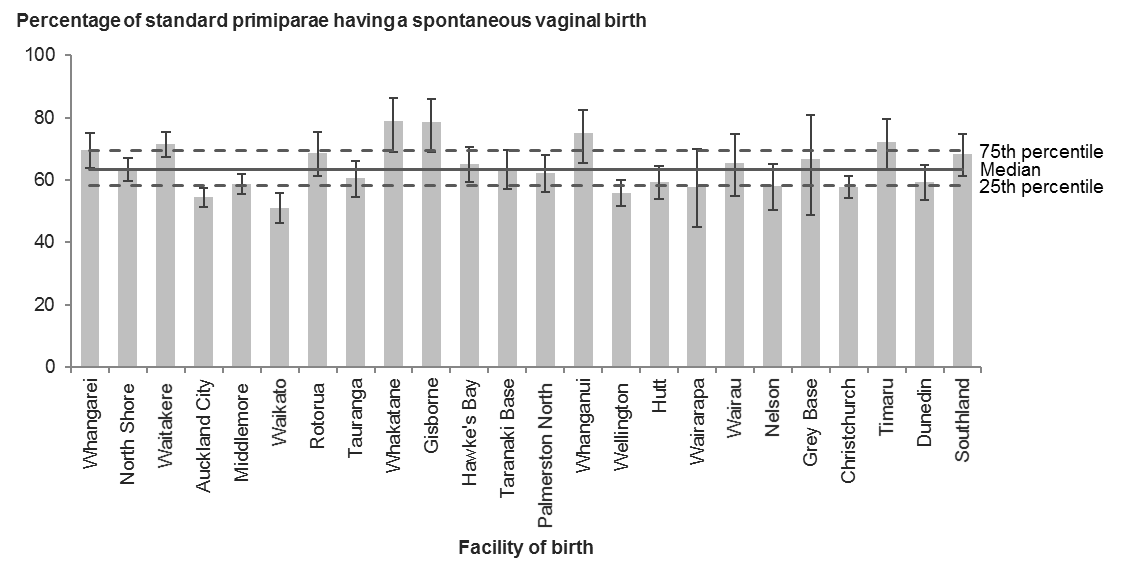 Percentage of standard primiparae having a spontaneous vaginal birth
100
80
60
40
20
0
75th percentile
Median
25th percentile
Whangarei
North Shore
Waitakere
Auckland City
Middlemore
Waikato
Rotorua
Tauranga
Whakatane
Gisborne
Hawke's Bay
Taranaki Base
Palmerston North
Whanganui
Wellington
Hutt
Wairarapa
Wairau
Nelson
Grey Base
Christchurch
Timaru
Dunedin
Southland
Facility of birth